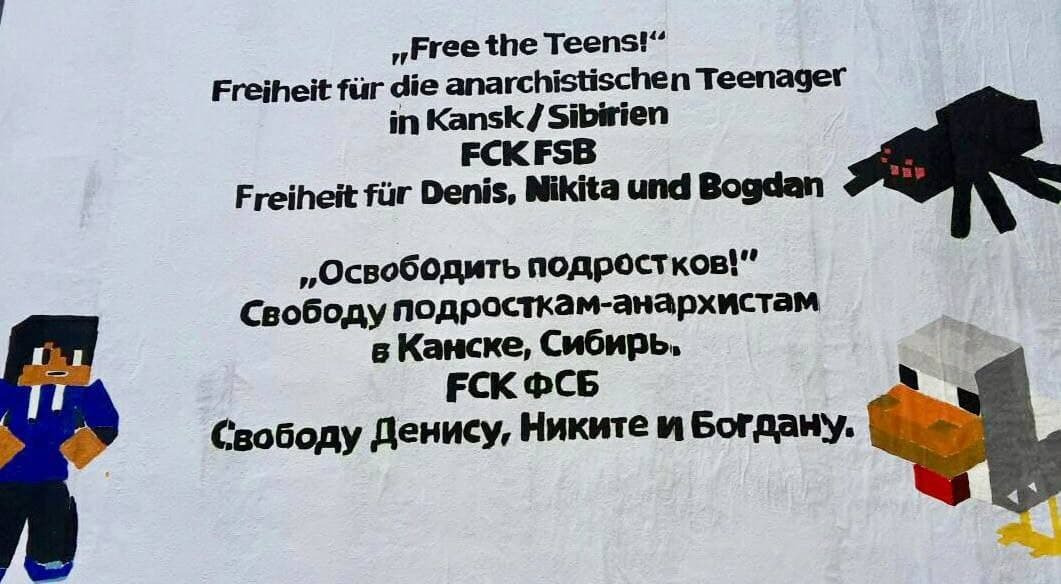 „Free the Teens!“
Freiheit für die anarchistischen Teenager
in Kansk/Sibirien
FCK FSB
Freiheit für Denis, Nikita und Bogdan
„Освободить подростков!”
Свободу подросткам-анархистам
в Канске, Сибирь.
FCK ФСБ
Свободу Денису, Никите и Богдану.